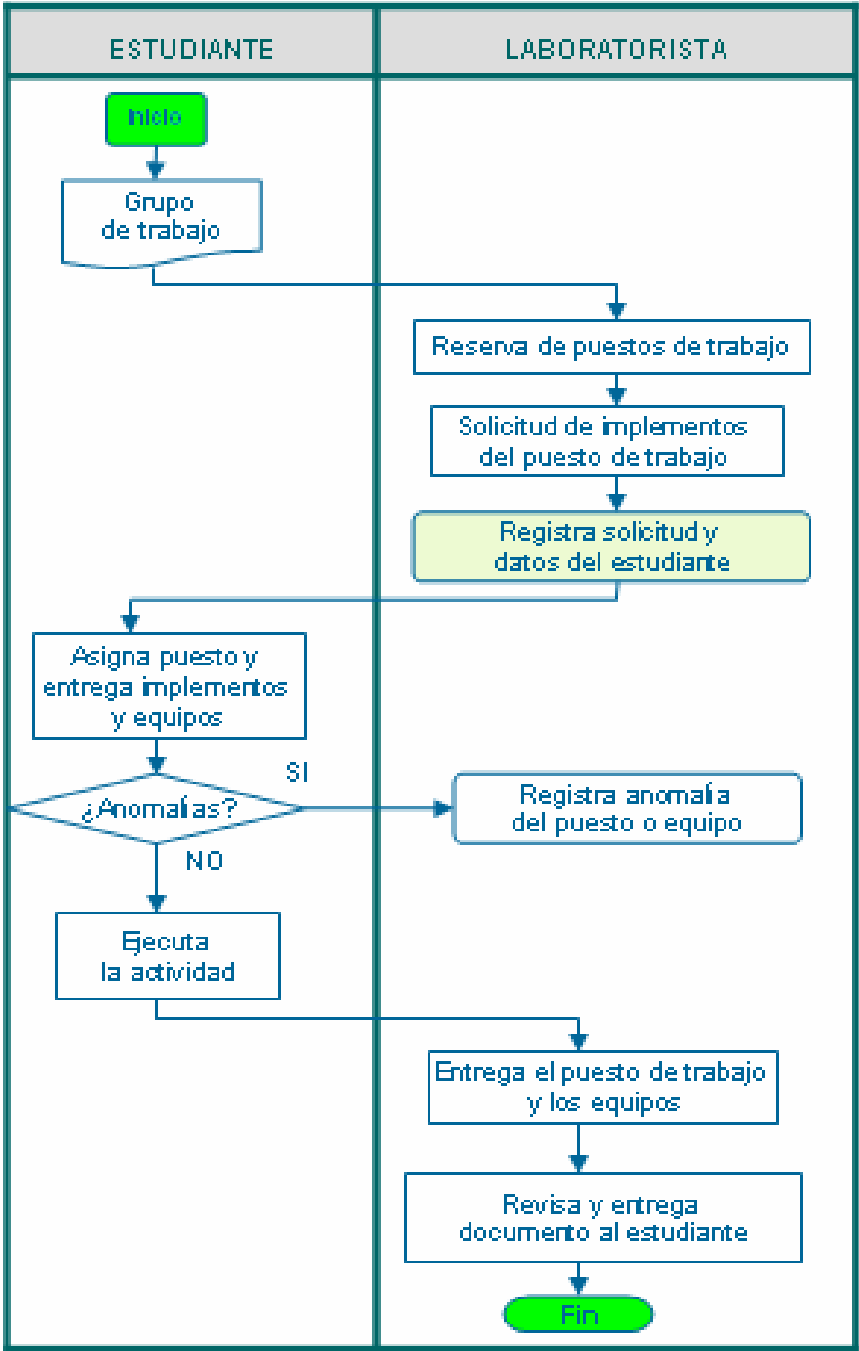 ESTUDIANTE
LABORATORISTA
Inicio
Grupo
de trabajo
Reserva de puestos de trabajo
Solicitud de implementos
del puesto de trabajo
Registra solicitud y
datos del estudiante
Asigna puesto y
entrega implementos
y equipos
SI
¿Anomalías?
Registra anomalía
del puesto o equipo
NO
Ejecuta
la actividad
Entrega el puesto de trabajo
y los equipos
Revisa y entrega
documento al estudiante
Fin